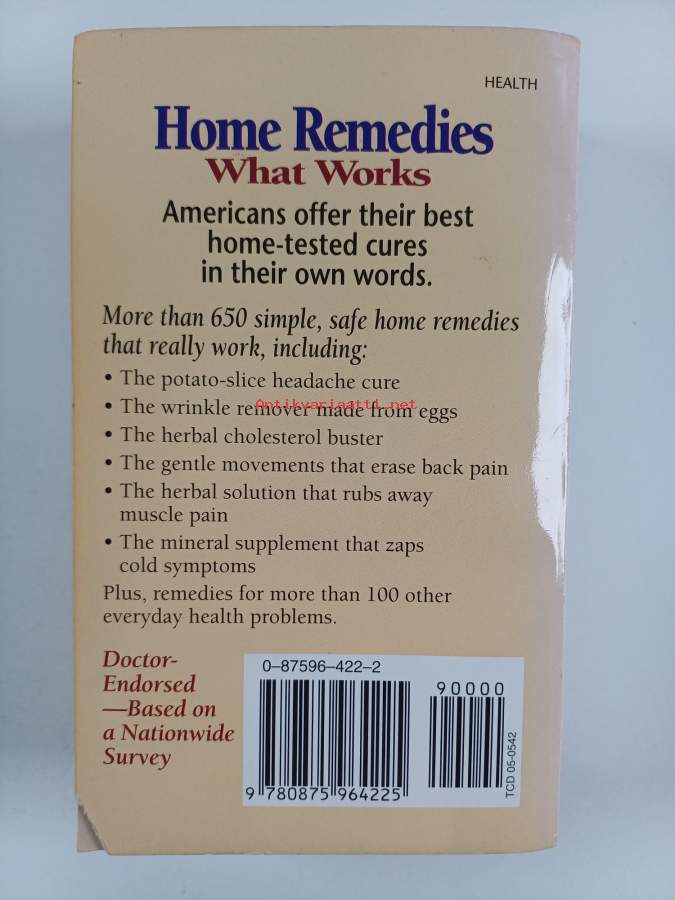 HEALTH
Home Remedies
What Works
Americans offer their best
home-tested cures
in their own words.
More than 650 simple, safe home remedies
that really work, including:
• The potato-slice headache cure
Antikvariaatti.net
• The wrinkle remover made from eggs
• The herbal cholesterol buster
• The gentle movements that erase back pain
• The herbal solution that rubs away
muscle pain
• The mineral supplement that zaps
cold symptoms
Plus, remedies for more than 100 other
everyday health problems.
Doctor-
Endorsed
—Based on
a Nationwide
Survey
0-87596-422-2
90000
9 780875 964225
TCD 05-0542